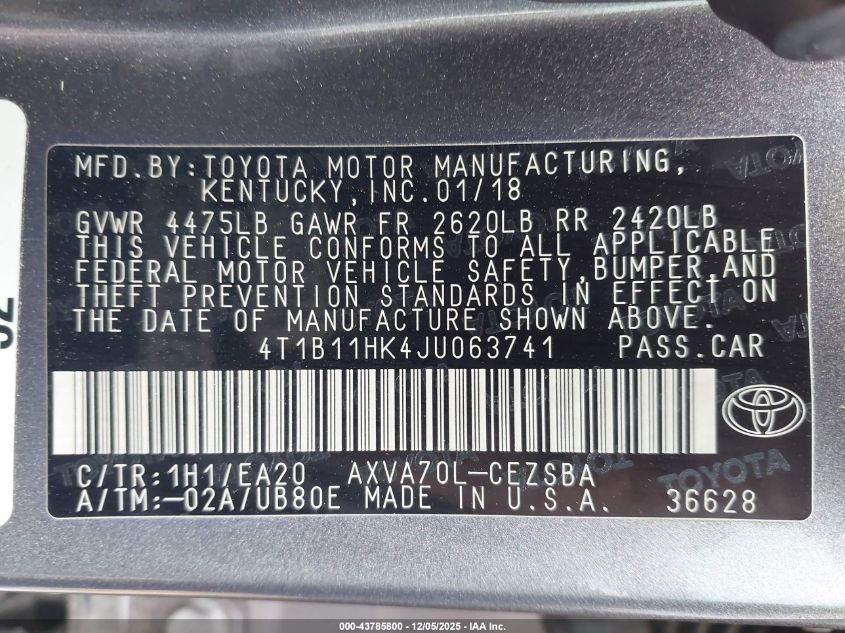 MFD.BY:TOYOTA MOTOR MANUFACTURING,
KENTUCKY,INC.01/18
GVWR 4475LB GAWR FR 2620LB RR 2420LB
THIS VEHICLE CONFORMS TO ALL APPLICABLE
FEDERAL MOTOR VEHICLE SAFETY,BUMPER,AND
THEFT PREVENTION STANDARDS IN EFFECT ON
THE DATE OF MANUFACTURE SHOWN ABOVE.
4T1B11HK4JU063741 PASS.CAR
C/TR:1H1/EA20 AXVA70L-CEZSBA
A/TM:-02A/UB80E MADE IN U.S.A. 36628
000-43785800 - 12/05/2025 - IAA Inc.